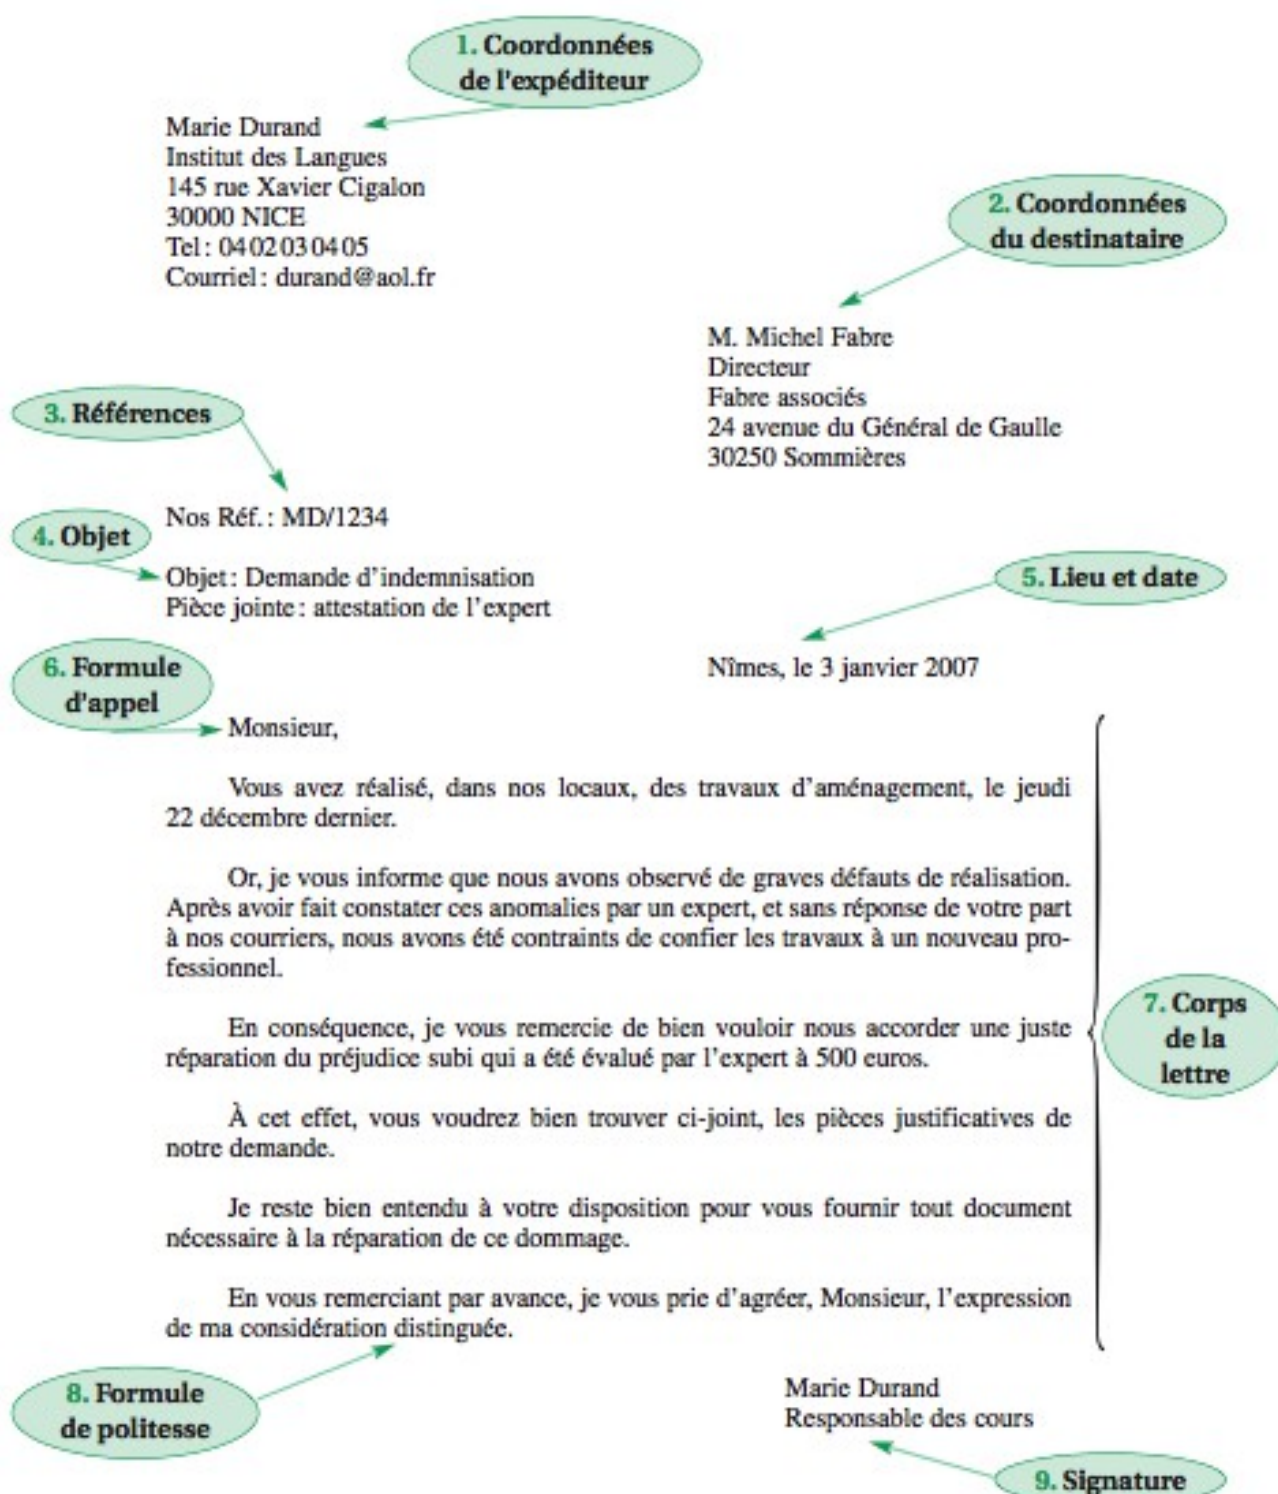 1. Coordonnées
de l'expéditeur
Marie Durand
Institut des Langues
145 rue Xavier Cigalon
30000 NICE
Tel : 04 02 03 04 05
Courriel : durand@aol.fr
2. Coordonnées
du destinataire
M. Michel Fabre
Directeur
Fabre associés
24 avenue du Général de Gaulle
30250 Sommières
3. Références
Nos Réf. : MD/1234
4. Objet
Objet : Demande d'indemnisation
Pièce jointe : attestation de l'expert
5. Lieu et date
Nîmes, le 3 janvier 2007
6. Formule
d'appel
Monsieur,
Vous avez réalisé, dans nos locaux, des travaux d'aménagement, le jeudi
22 décembre dernier.
Or, je vous informe que nous avons observé de graves défauts de réalisation.
Après avoir fait constater ces anomalies par un expert, et sans réponse de votre part
à nos courriers, nous avons été contraints de confier les travaux à un nouveau pro-
fessionnel.
En conséquence, je vous remercie de bien vouloir nous accorder une juste
réparation du préjudice subi qui a été évalué par l'expert à 500 euros.
À cet effet, vous voudrez bien trouver ci-joint, les pièces justificatives de
notre demande.
Je reste bien entendu à votre disposition pour vous fournir tout document
nécessaire à la réparation de ce dommage.
En vous remerciant par avance, je vous prie d'agréer, Monsieur, l'expression
de ma considération distinguée.
7. Corps
de la
lettre
8. Formule
de politesse
Marie Durand
Responsable des cours
9. Signature